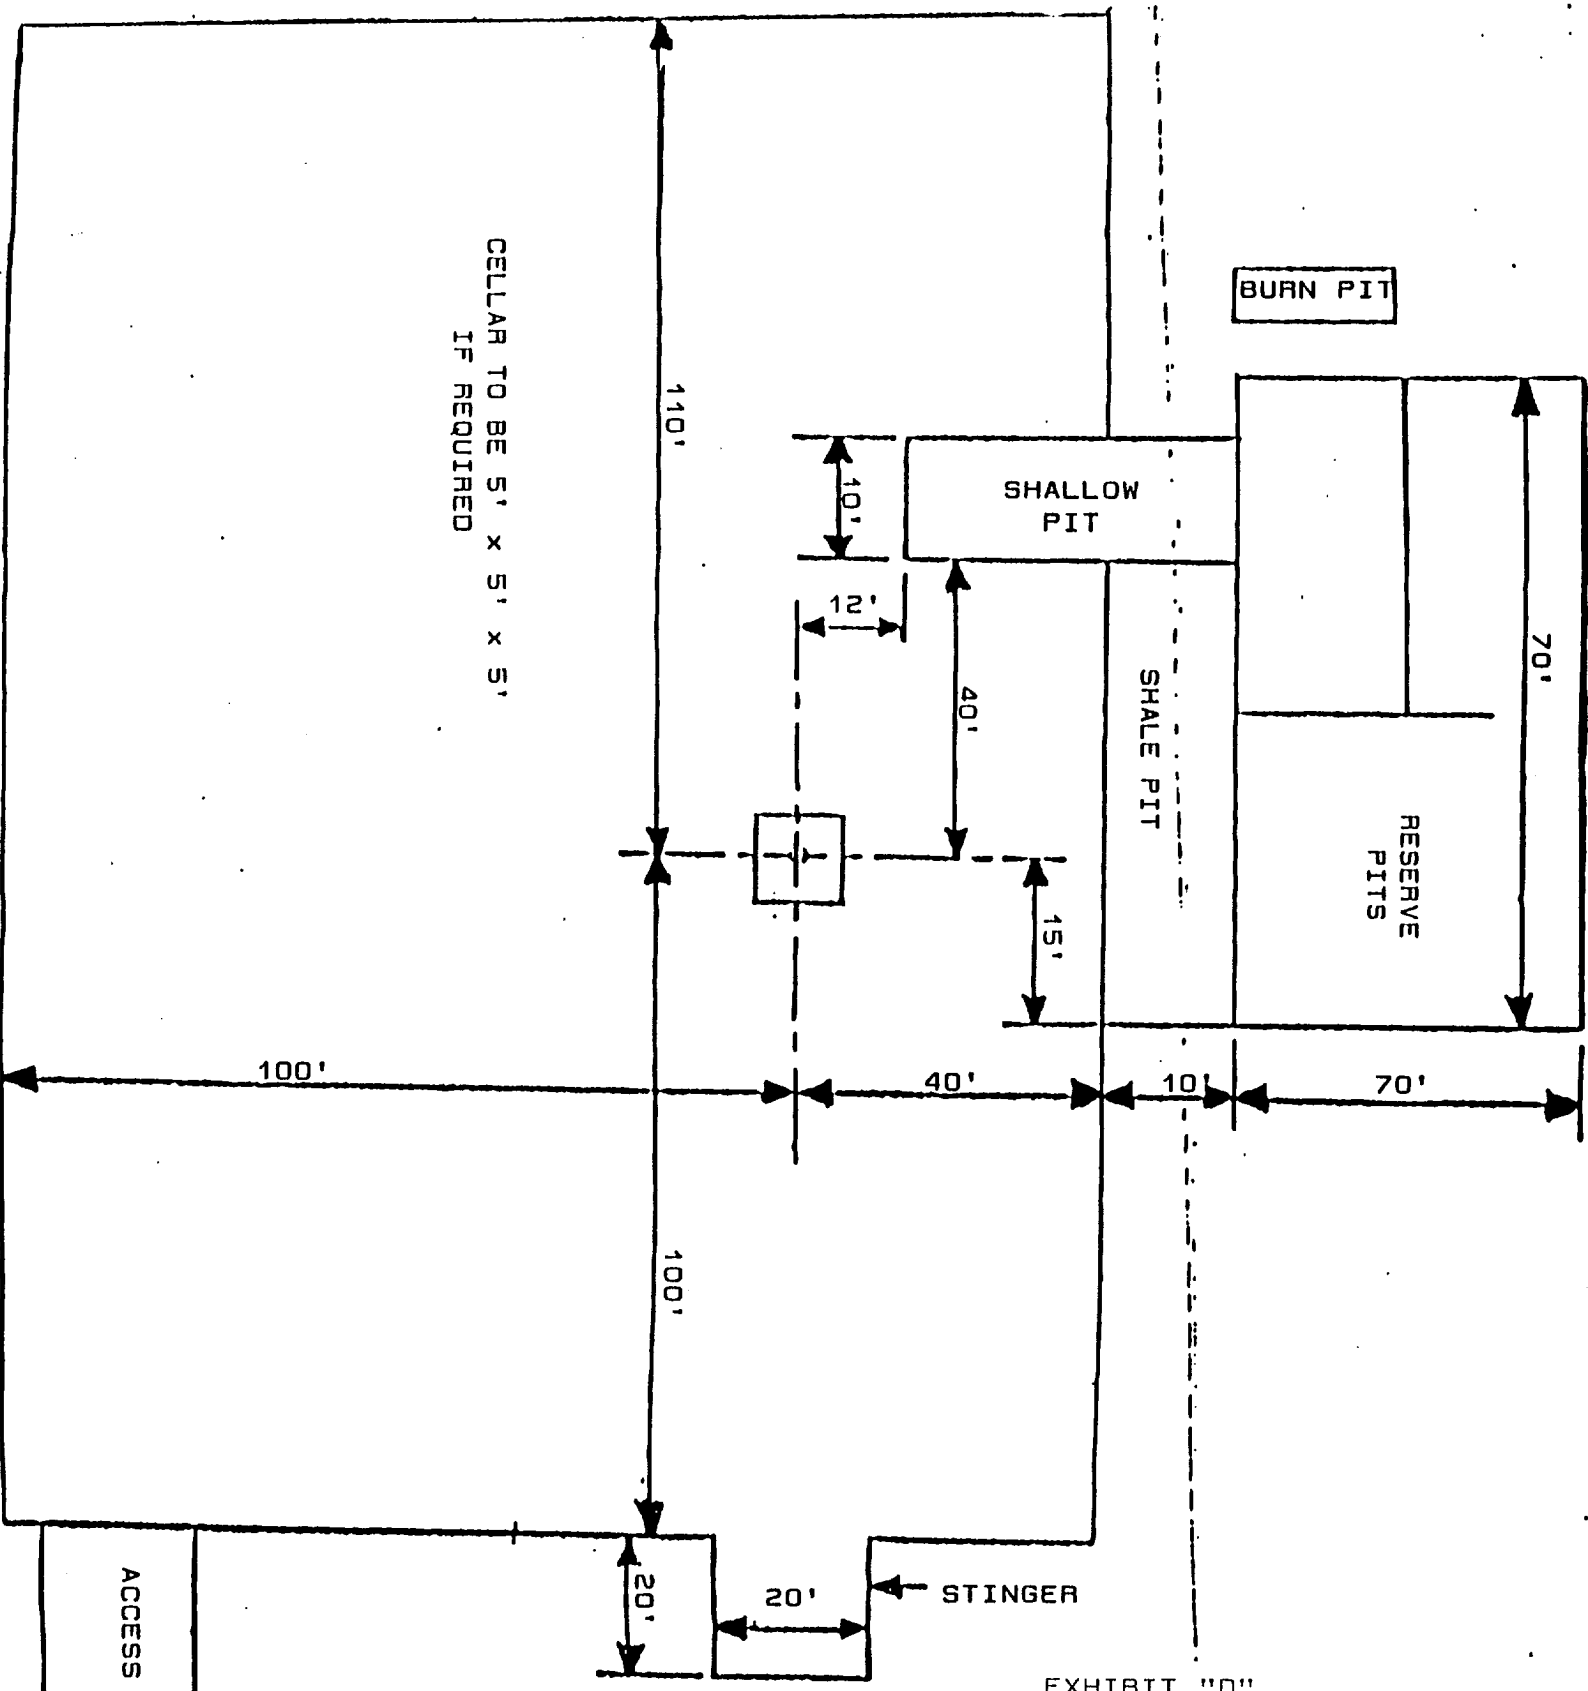 BURN PIT
CELLAR TO BE 5' x 5' x 5'
IF REQUIRED
110'
SHALLOW
PIT
10'
12'
40'
70'
SHALE PIT
RESERVE
PITS
15'
100'
40'
10'
70'
100'
20'
20'
STINGER
ACCESS